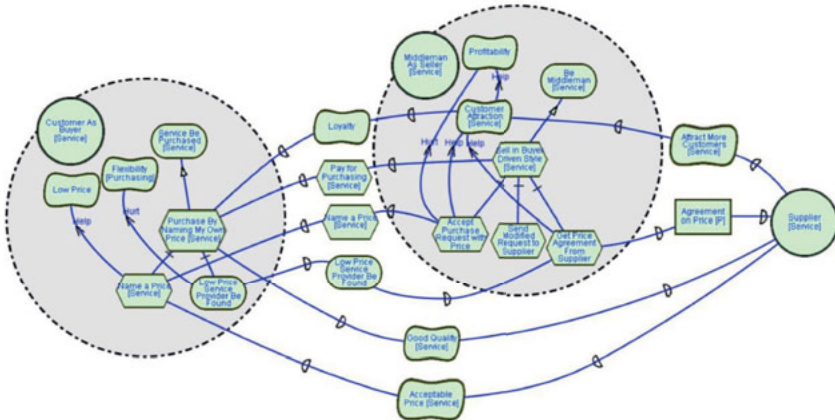 Customer As
Buyer
[Service]
Service Be
Purchased
[Service]
Flexibility
[Purchasing]
Low Price
Help
Hurt
Purchase By
Naming My Own
Price [Service]
Name a Price
[Service]
Low Price
Service
Provider Be
Found
Loyalty
Pay for
Purchasing
[Service]
Name a Price
[Service]
Low Price
Service Provider
Be Found
Good Quality
[Service]
Acceptable
Price [Service]
Middleman
As Seller
[Service]
Profitability
Help
Be
Middleman
[Service]
Customer
Attraction
[Service]
Sell in Buyer
Driven Style
[Service]
Hurt
Help
Help
Accept
Purchase
Request with
Price
Send
Modified
Request to
Supplier
Get Price
Agreement
From
Supplier
Attract More
Customers
[Service]
Agreement
on Price [P]
Supplier
[Service]